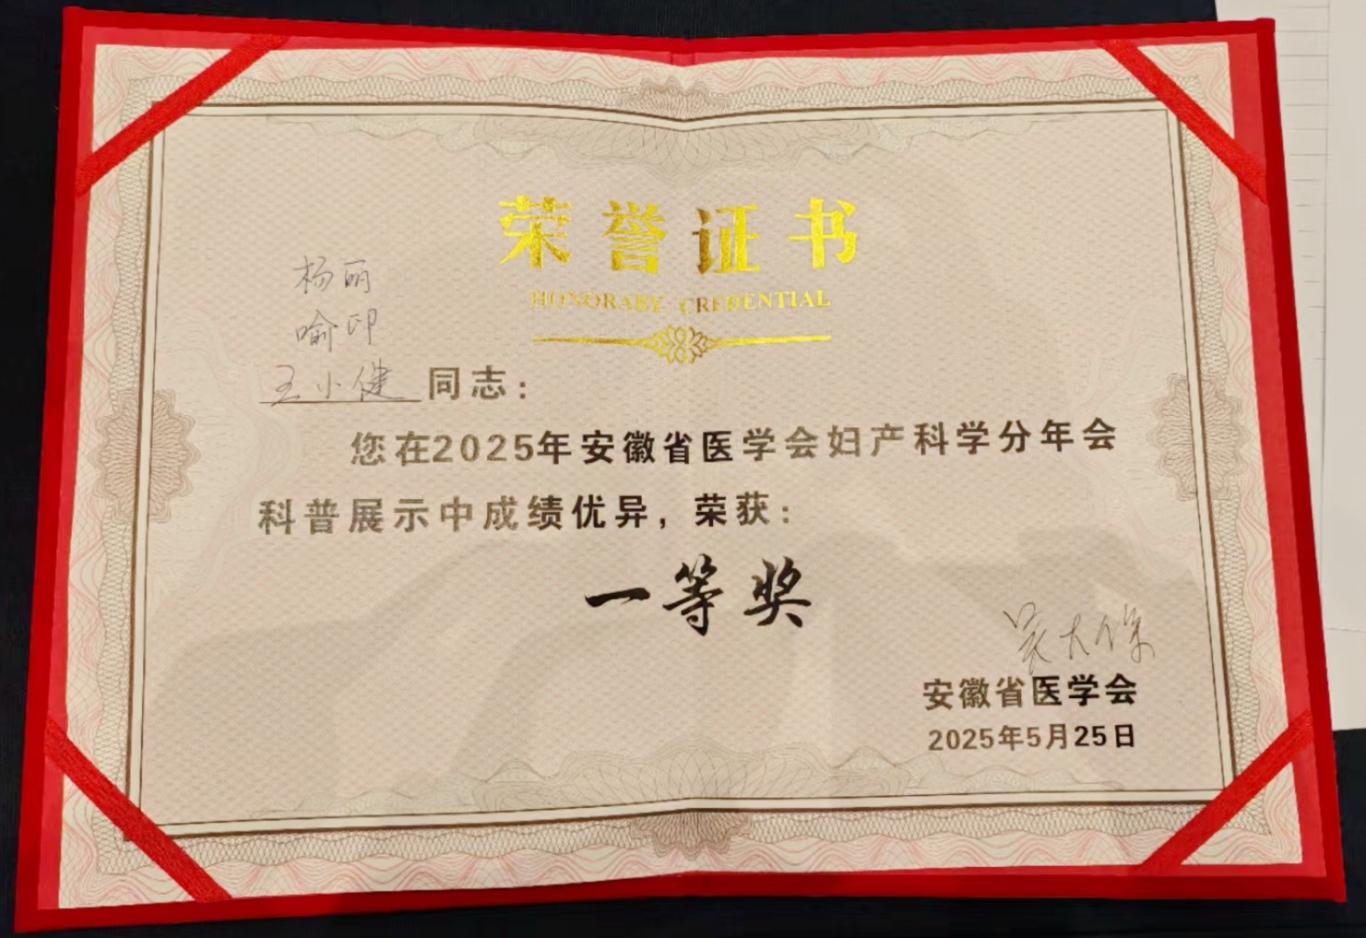 荣誉证书
HONORARY CREDENTIAL
杨丽
喻印
王小健 同志：
您在2025年安徽省医学会妇产科学分年会
科普展示中成绩优异，荣获：
一等奖
吴大保
安徽省医学会
2025年5月25日